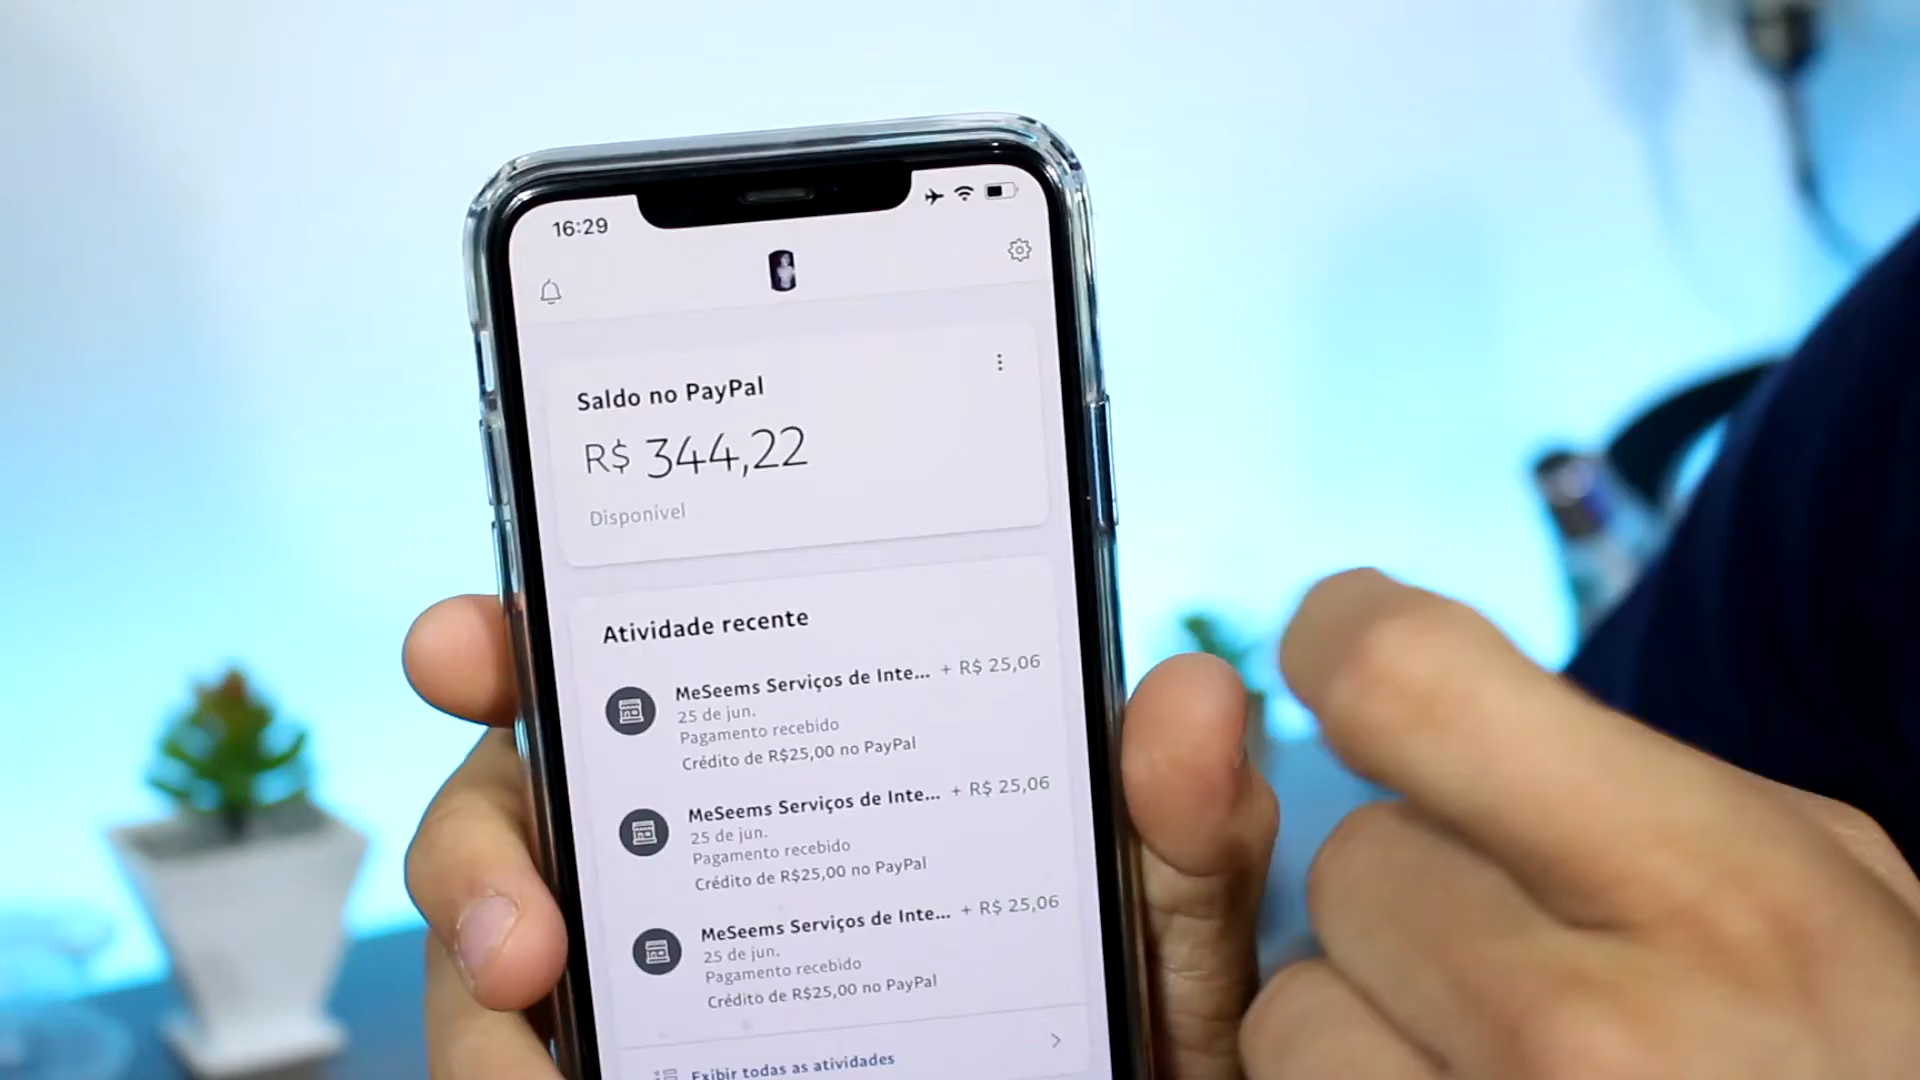 16:29
Saldo no PayPal
R$ 344,22
Disponível
Atividade recente
MeSeems Serviços de Inte... + R$ 25,06
25 de jun.
Pagamento recebido
Crédito de R$25,00 no PayPal
MeSeems Serviços de Inte... + R$ 25,06
25 de jun.
Pagamento recebido
Crédito de R$25,00 no PayPal
MeSeems Serviços de Inte... + R$ 25,06
25 de jun.
Pagamento recebido
Crédito de R$25,00 no PayPal
Exibir todas as atividades